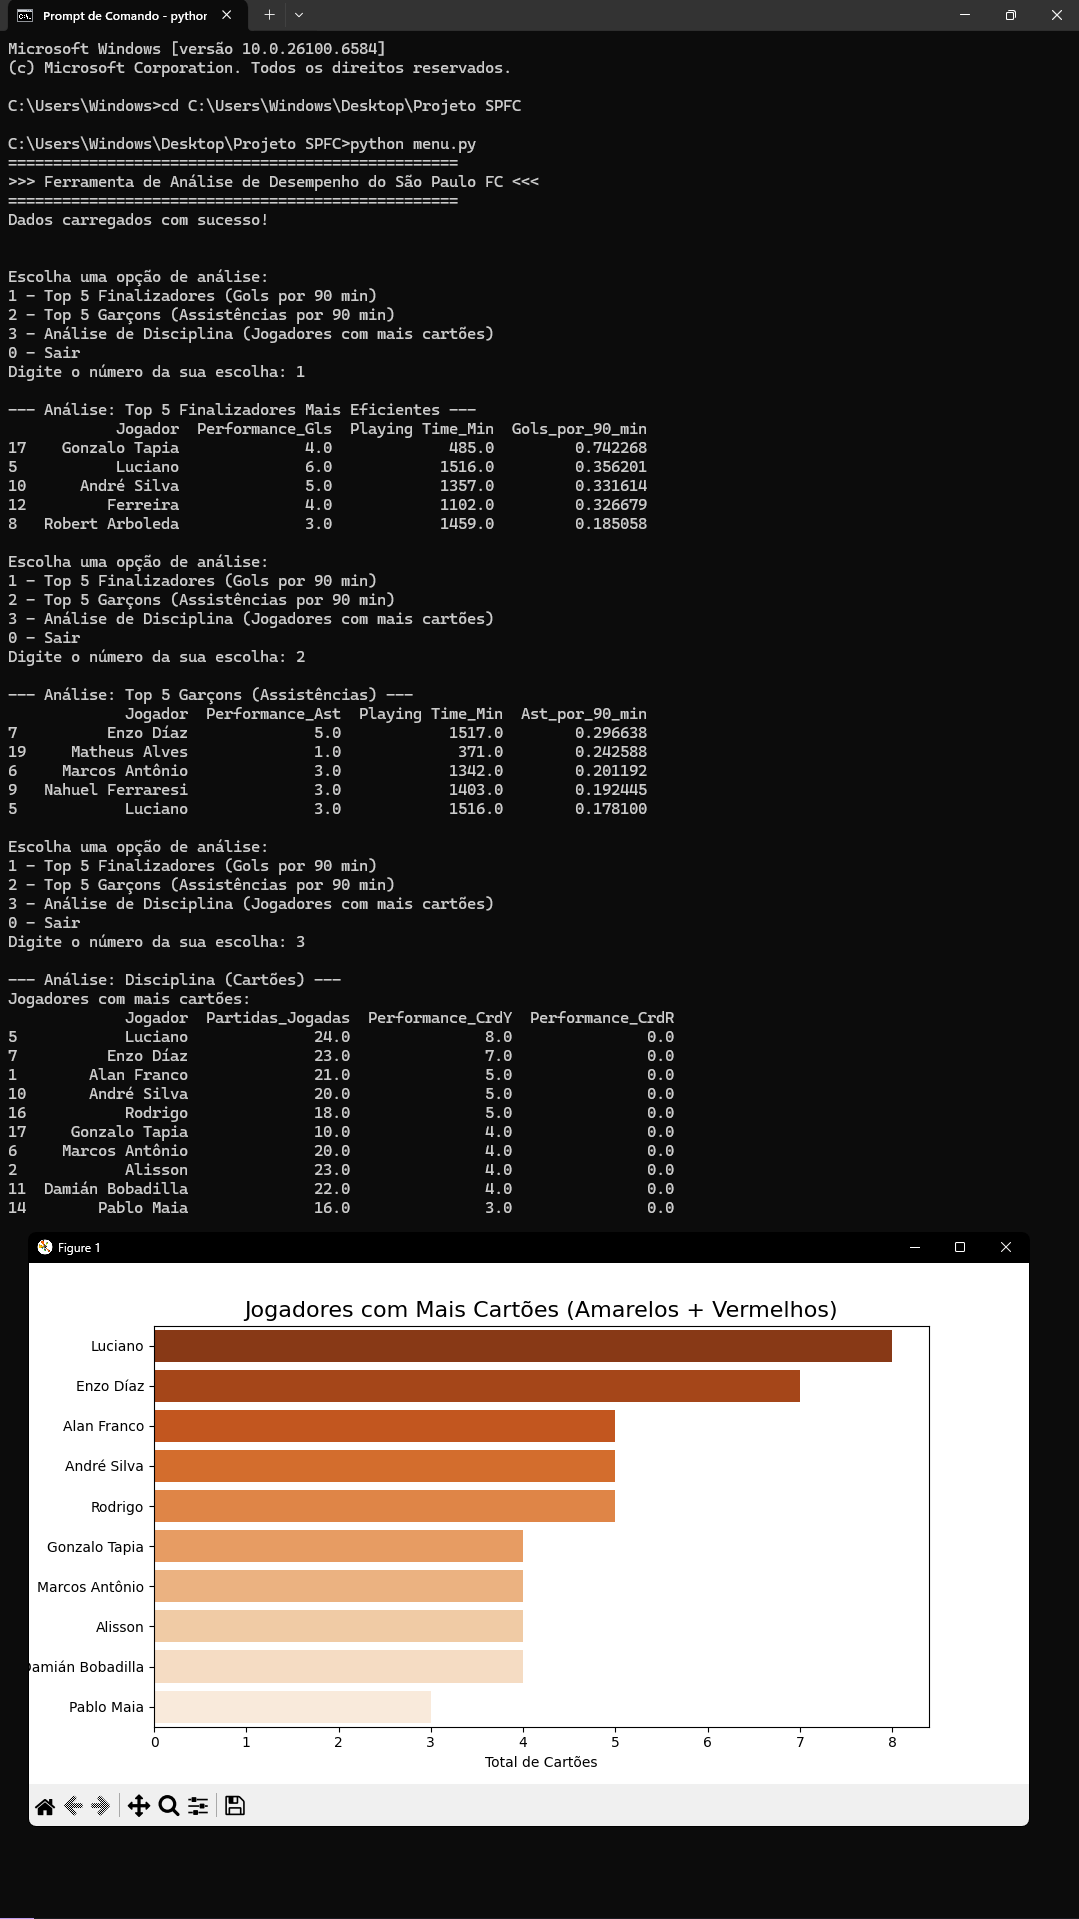 Prompt de Comando - python
Microsoft Windows [versão 10.0.26100.6584]
(c) Microsoft Corporation. Todos os direitos reservados.
C:\Users\Windows>cd C:\Users\Windows\Desktop\Projeto SPFC
C:\Users\Windows\Desktop\Projeto SPFC>python menu.py
==================================================
>>> Ferramenta de Análise de Desempenho do São Paulo FC <<<
==================================================
Dados carregados com sucesso!
Escolha uma opção de análise:
1 - Top 5 Finalizadores (Gols por 90 min)
2 - Top 5 Garçons (Assistências por 90 min)
3 - Análise de Disciplina (Jogadores com mais cartões)
0 - Sair
Digite o número da sua escolha: 1
--- Análise: Top 5 Finalizadores Mais Eficientes ---
Jogador Performance_Gls Playing Time_Min Gols_por_90_min
17 Gonzalo Tapia 4.0 485.0 0.742268
5 Luciano 6.0 1516.0 0.356201
10 André Silva 5.0 1357.0 0.331614
12 Ferreira 4.0 1102.0 0.326679
8 Robert Arboleda 3.0 1459.0 0.185058
Escolha uma opção de análise:
1 - Top 5 Finalizadores (Gols por 90 min)
2 - Top 5 Garçons (Assistências por 90 min)
3 - Análise de Disciplina (Jogadores com mais cartões)
0 - Sair
Digite o número da sua escolha: 2
--- Análise: Top 5 Garçons (Assistências) ---
Jogador Performance_Ast Playing Time_Min Ast_por_90_min
7 Enzo Díaz 5.0 1517.0 0.296638
19 Matheus Alves 1.0 371.0 0.242588
6 Marcos Antônio 3.0 1342.0 0.201192
9 Nahuel Ferraresi 3.0 1403.0 0.192445
5 Luciano 3.0 1516.0 0.178100
Escolha uma opção de análise:
1 - Top 5 Finalizadores (Gols por 90 min)
2 - Top 5 Garçons (Assistências por 90 min)
3 - Análise de Disciplina (Jogadores com mais cartões)
0 - Sair
Digite o número da sua escolha: 3
--- Análise: Disciplina (Cartões) ---
Jogadores com mais cartões:
Jogador Partidas_Jogadas Performance_CrdY Performance_CrdR
5 Luciano 24.0 8.0 0.0
7 Enzo Díaz 23.0 7.0 0.0
1 Alan Franco 21.0 5.0 0.0
10 André Silva 20.0 5.0 0.0
16 Rodrigo 18.0 5.0 0.0
17 Gonzalo Tapia 10.0 4.0 0.0
6 Marcos Antônio 20.0 4.0 0.0
2 Alisson 23.0 4.0 0.0
11 Damián Bobadilla 22.0 4.0 0.0
14 Pablo Maia 16.0 3.0 0.0
Figure 1
Jogadores com Mais Cartões (Amarelos + Vermelhos)
Luciano
Enzo Díaz
Alan Franco
André Silva
Rodrigo
Gonzalo Tapia
Marcos Antônio
Alisson
Damián Bobadilla
Pablo Maia
0 1 2 3 4 5 6 7 8
Total de Cartões